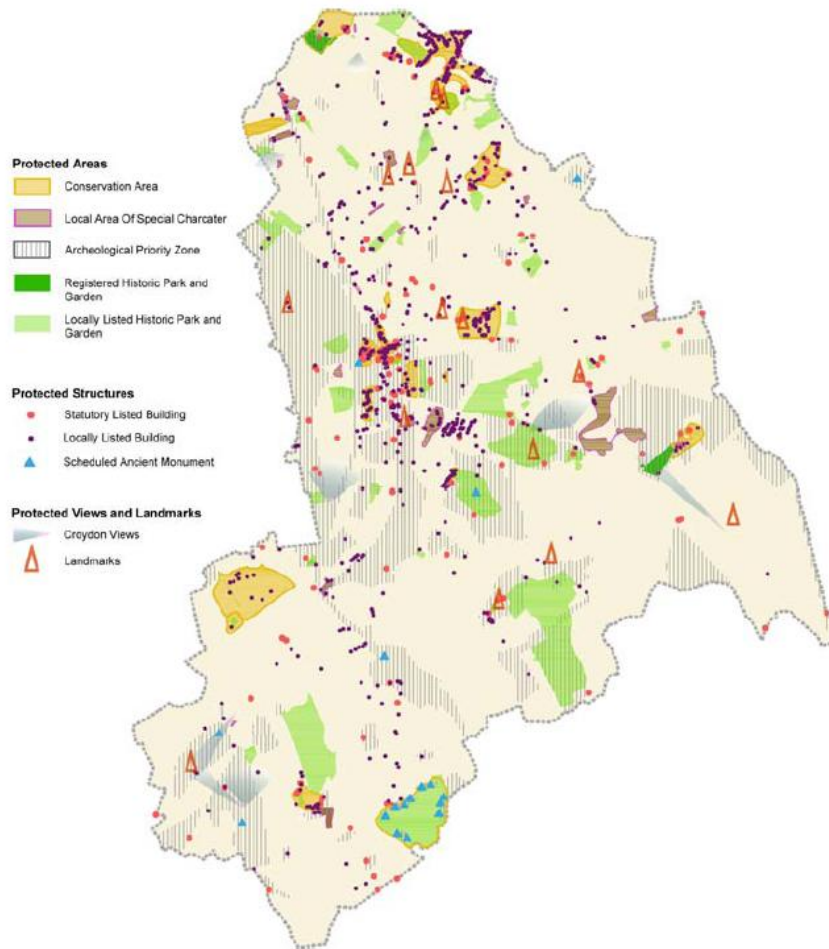 Protected Areas
Conservation Area
Local Area Of Special Charcater
Archeological Priority Zone
Registered Historic Park and
Garden
Locally Listed Historic Park and
Garden
Protected Structures
Statutory Listed Building
Locally Listed Building
Scheduled Ancient Monument
Protected Views and Landmarks
Croydon Views
Landmarks